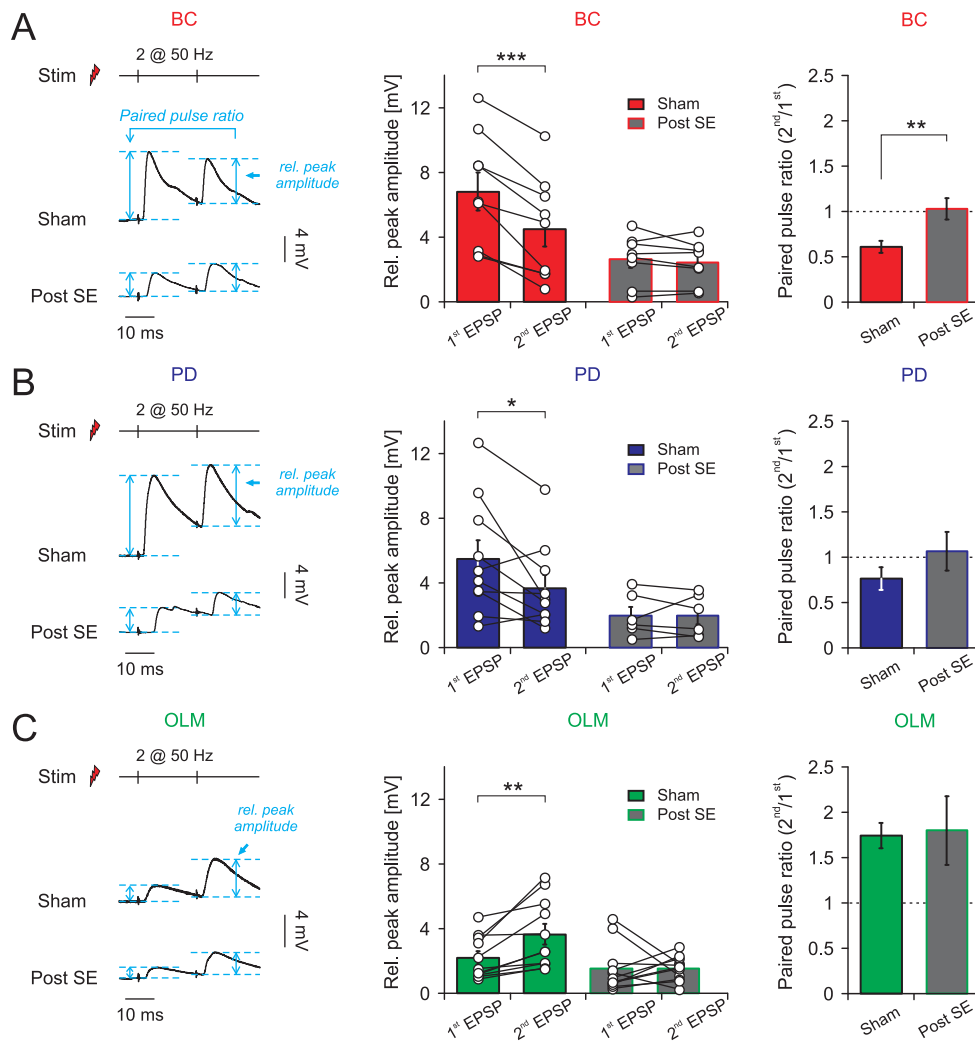 A
BC
Stim
2 @ 50 Hz
Paired pulse ratio
rel. peak
amplitude
Sham
4 mV
Post SE
10 ms
BC
***
Rel. peak amplitude [mV]
12
8
4
0
Sham
Post SE
1st EPSP
2nd EPSP
1st EPSP
2nd EPSP
BC
**
Paired pulse ratio (2nd/1st)
2.5
2
1.5
1
0.5
0
Sham
Post SE
B
PD
Stim
2 @ 50 Hz
rel. peak
amplitude
Sham
4 mV
Post SE
10 ms
PD
*
Rel. peak amplitude [mV]
12
8
4
0
Sham
Post SE
1st EPSP
2nd EPSP
1st EPSP
2nd EPSP
PD
Paired pulse ratio (2nd/1st)
2.5
2
1.5
1
0.5
0
Sham
Post SE
C
OLM
Stim
2 @ 50 Hz
rel. peak
amplitude
Sham
4 mV
Post SE
10 ms
OLM
**
Rel. peak amplitude [mV]
12
8
4
0
Sham
Post SE
1st EPSP
2nd EPSP
1st EPSP
2nd EPSP
OLM
Paired pulse ratio (2nd/1st)
2.5
2
1.5
1
0.5
0
Sham
Post SE